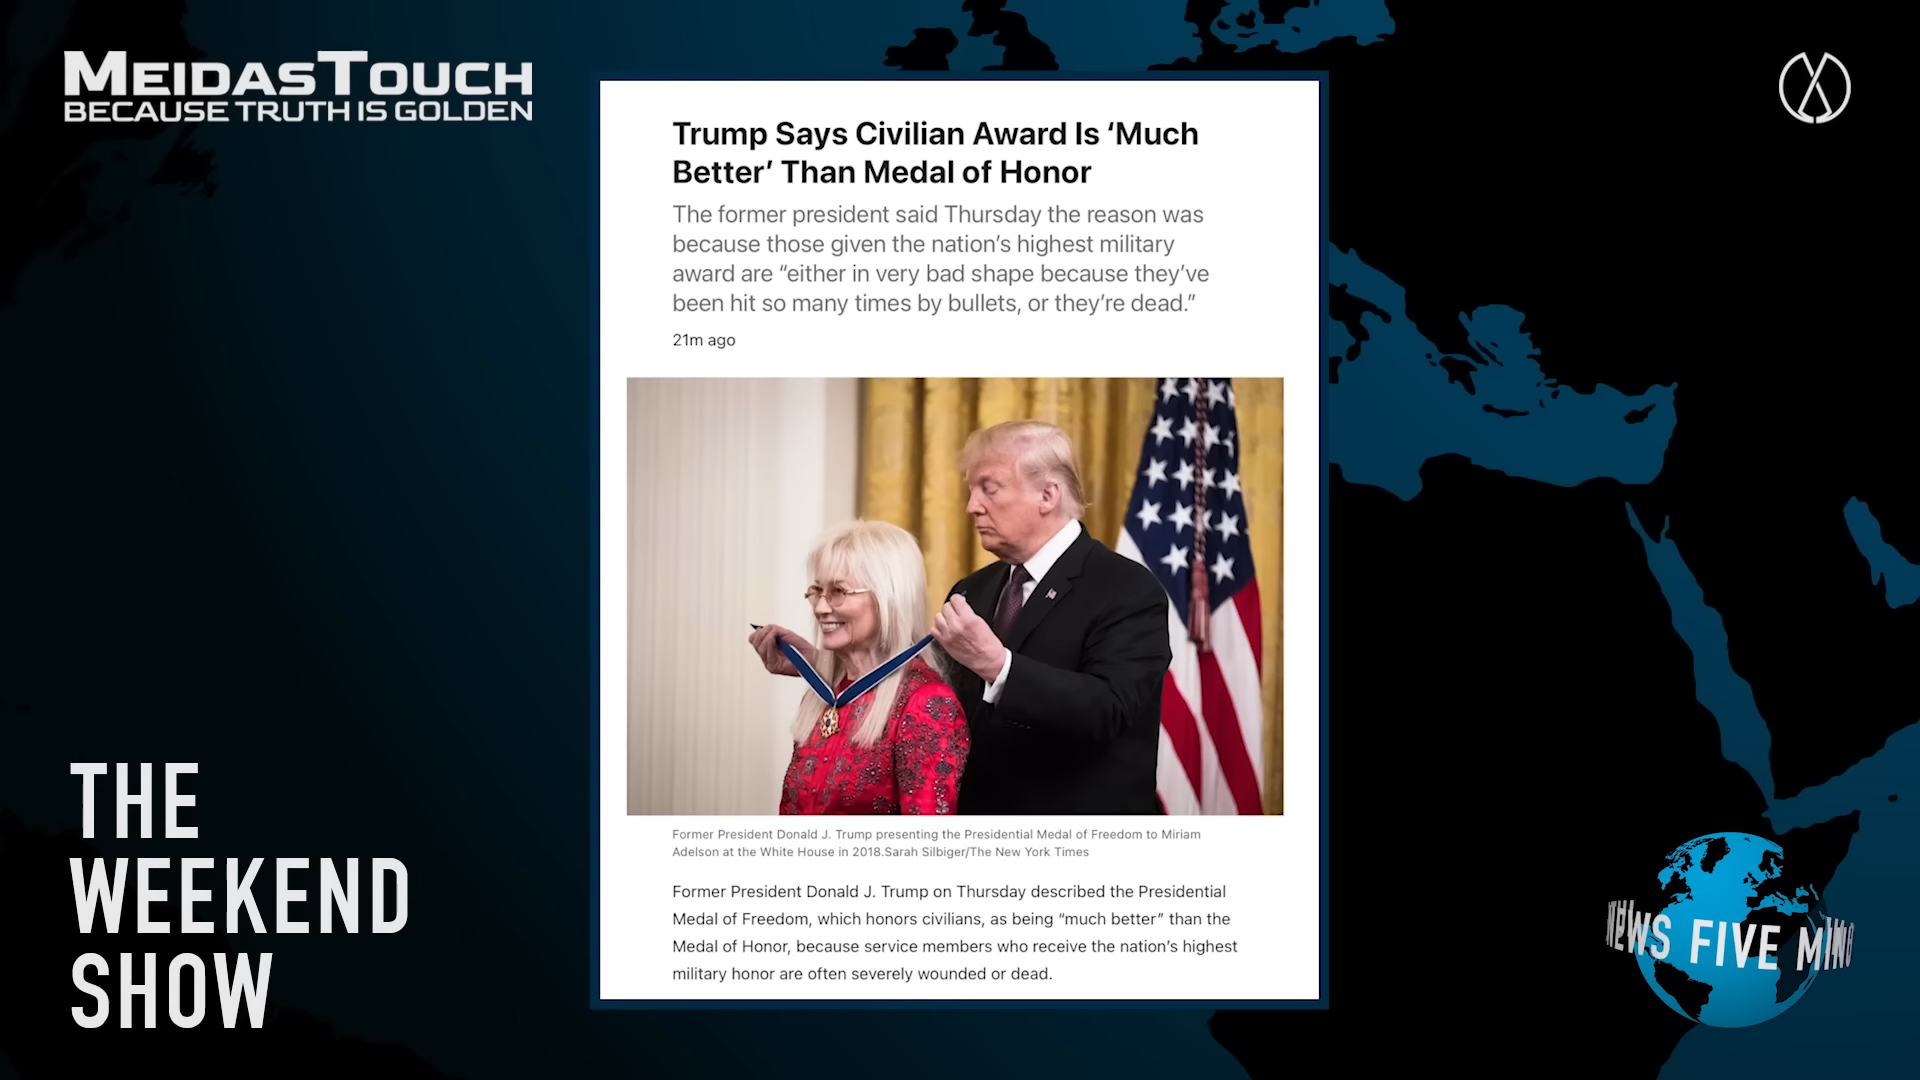 MEIDASTOUCH
BECAUSE TRUTH IS GOLDEN
Trump Says Civilian Award Is ‘Much
Better’ Than Medal of Honor
The former president said Thursday the reason was
because those given the nation’s highest military
award are “either in very bad shape because they’ve
been hit so many times by bullets, or they’re dead.”
21m ago
Former President Donald J. Trump presenting the Presidential Medal of Freedom to Miriam
Adelson at the White House in 2018.Sarah Silbiger/The New York Times
Former President Donald J. Trump on Thursday described the Presidential
Medal of Freedom, which honors civilians, as being “much better” than the
Medal of Honor, because service members who receive the nation’s highest
military honor are often severely wounded or dead.
THE
WEEKEND
SHOW
NEWS FIVE MIN